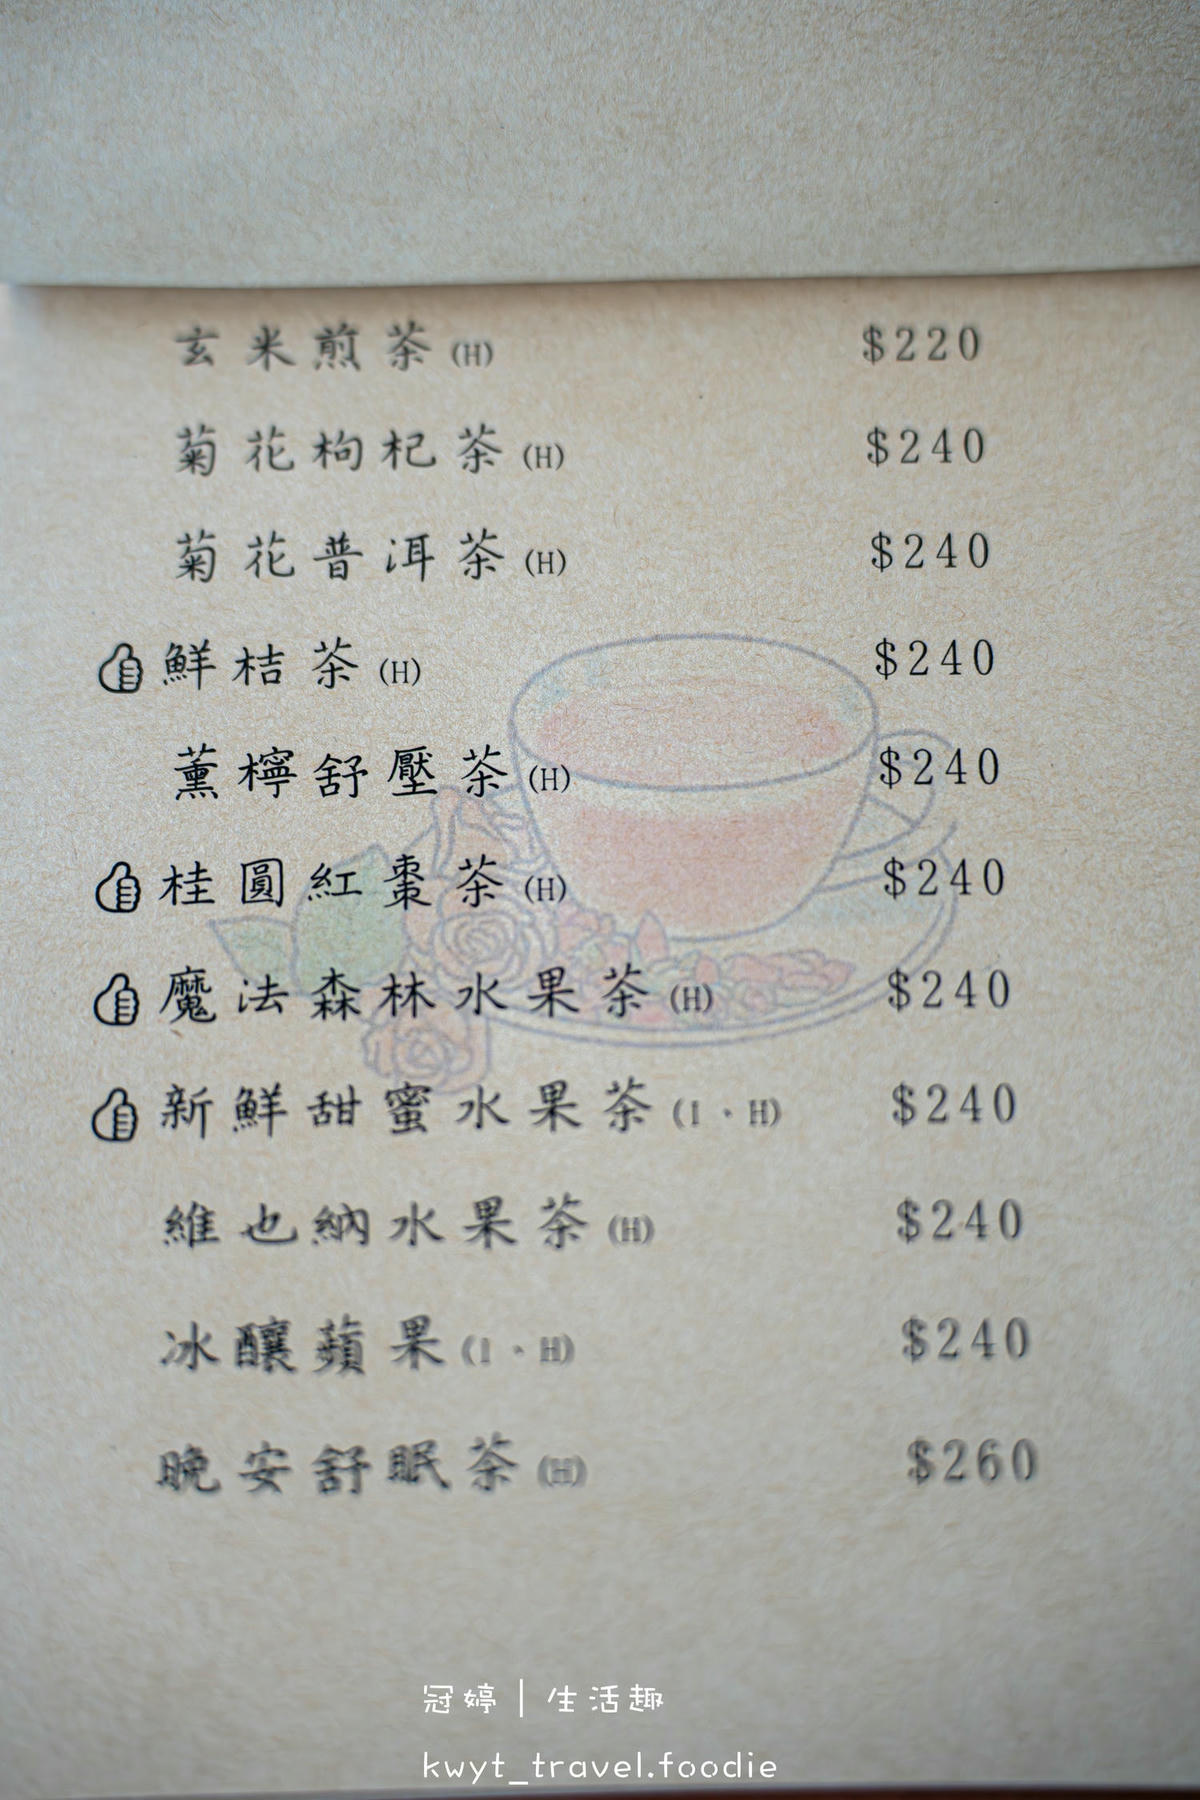 玄米煎茶(H) $220
菊花枸杞茶(H) $240
菊花普洱茶(H) $240
鮮桔茶(H) $240
薰檸舒壓茶(H) $240
桂圓紅棗茶(H) $240
魔法森林水果茶(H) $240
新鮮甜蜜水果茶(I·H) $240
維也納水果茶(H) $240
冰釀蘋果(I·H) $240
晚安舒眠茶(H) $260
冠婷｜生活趣
kwyt_travel.foodie